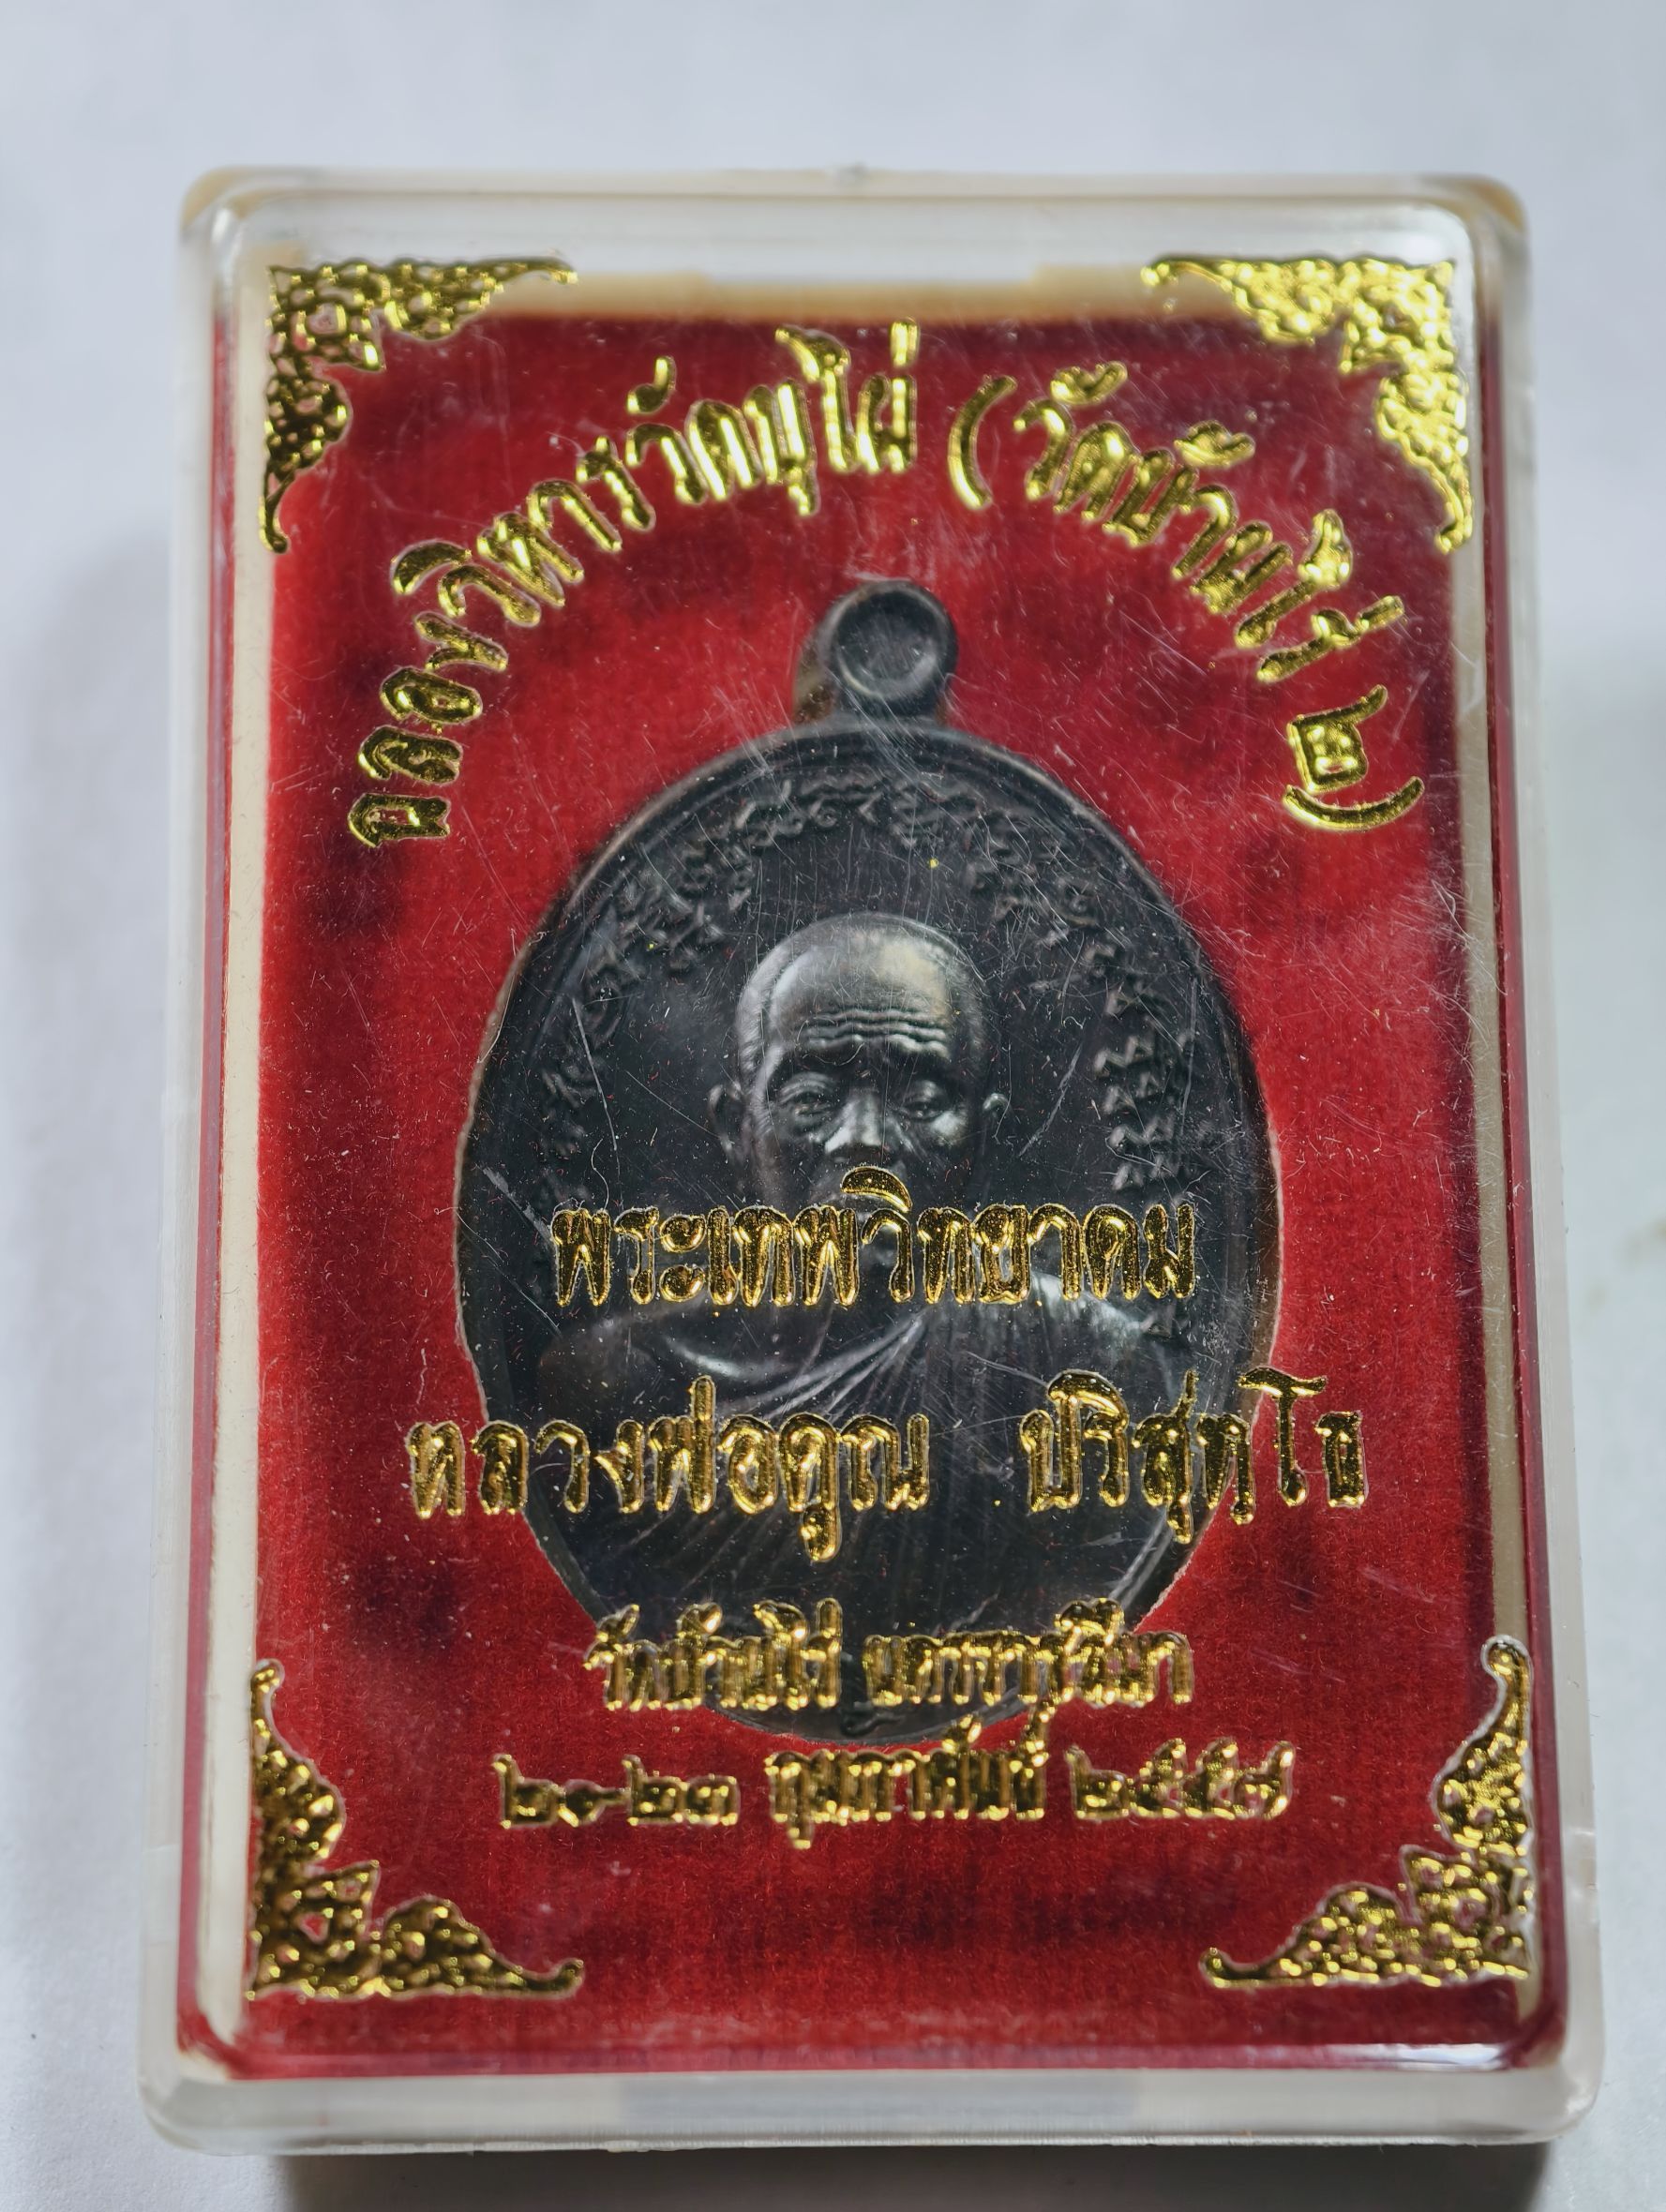 ฉลองวิหารวัดพุไผ่ (วัดบ้านไร่ ๒)
พระเทพวิทยาคม
หลวงพ่อคูณ ปริสุทโธ
วัดบ้านไร่ นครราชสีมา
๒๑-๒๓ กุมภาพันธ์ ๒๕๕๗